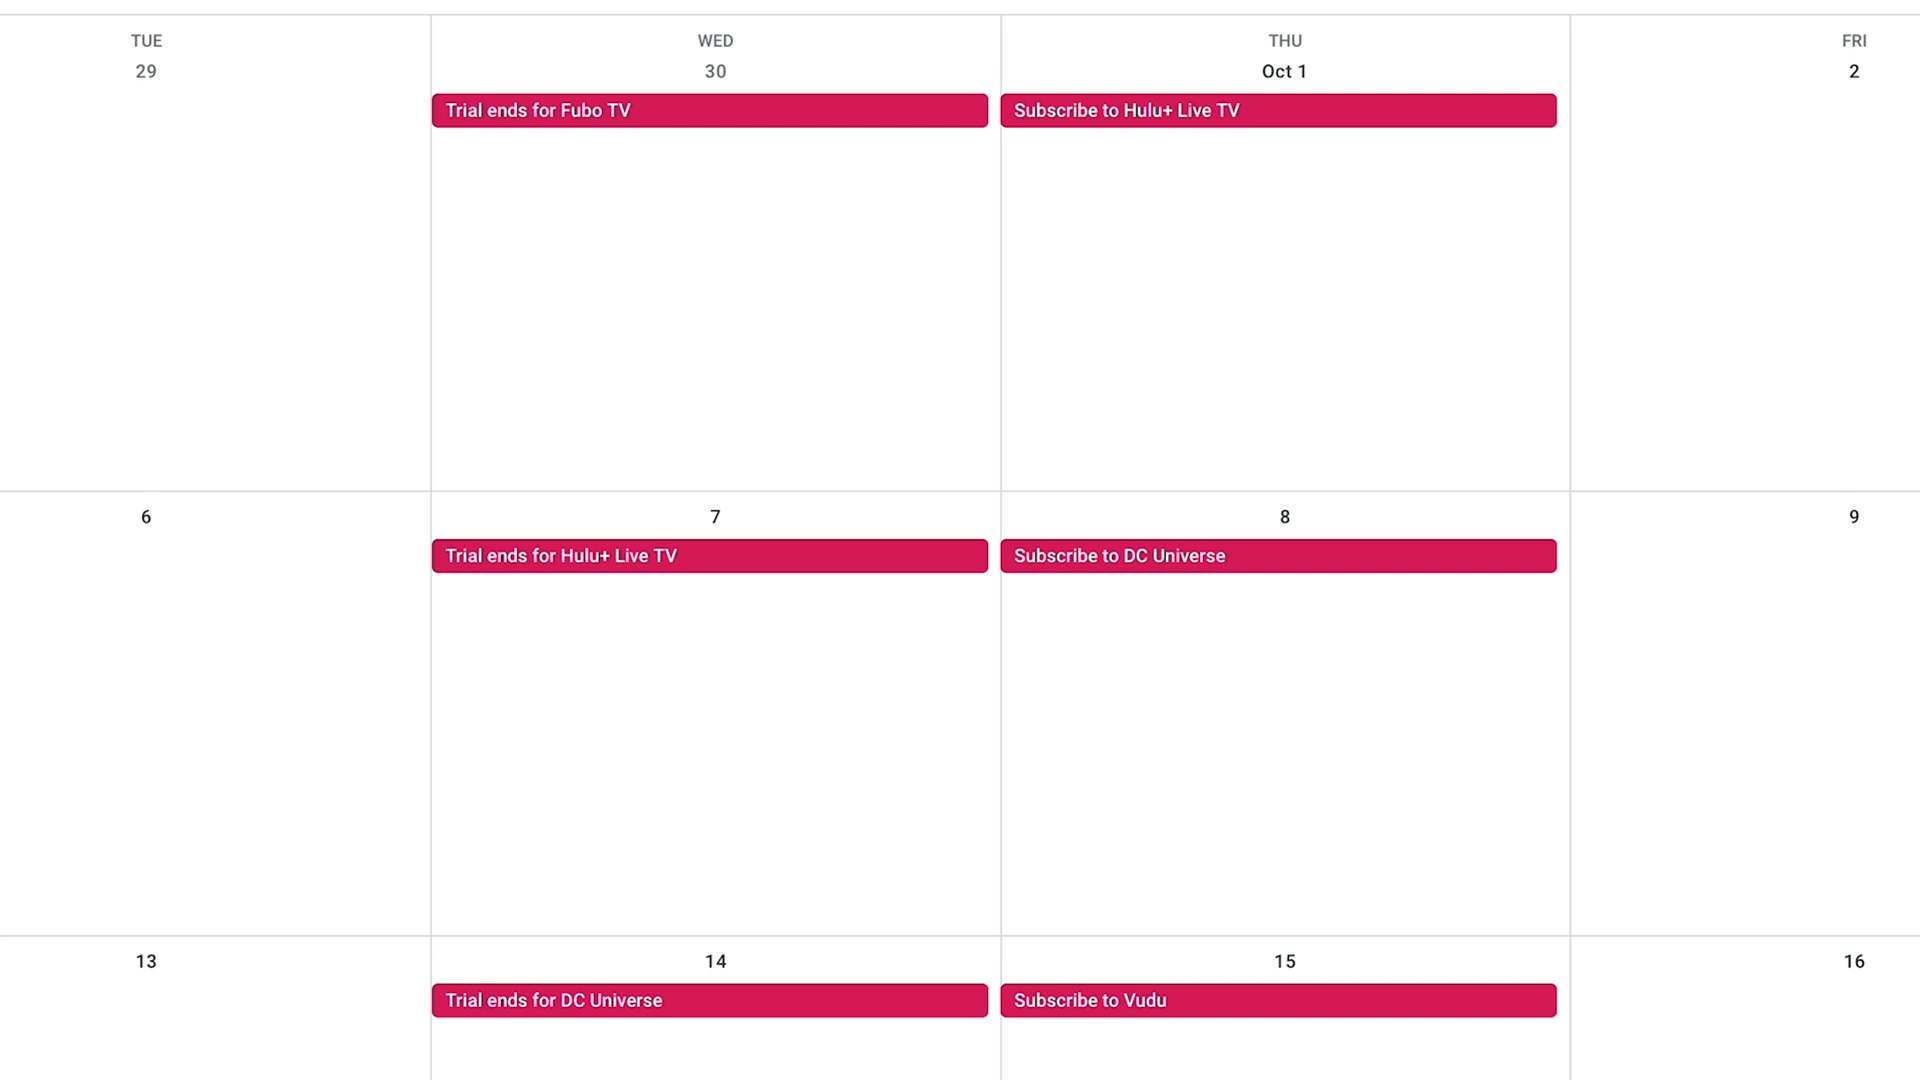 TUE WED THU FRI
29 30 Oct 1 2
Trial ends for Fubo TV Subscribe to Hulu+ Live TV
6 7 8 9
Trial ends for Hulu+ Live TV Subscribe to DC Universe
13 14 15 16
Trial ends for DC Universe Subscribe to Vudu